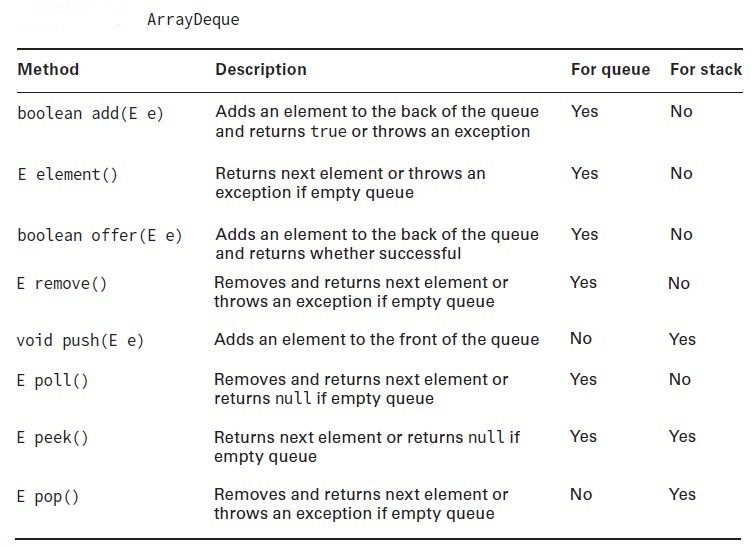 ArrayDeque
Method Description For queue For stack
boolean add(E e) Adds an element to the back of the queue Yes No
and returns true or throws an exception
E element() Returns next element or throws an Yes No
exception if empty queue
boolean offer(E e) Adds an element to the back of the queue Yes No
and returns whether successful
E remove() Removes and returns next element or Yes No
throws an exception if empty queue
void push(E e) Adds an element to the front of the queue No Yes
E poll() Removes and returns next element or Yes No
returns null if empty queue
E peek() Returns next element or returns null if Yes Yes
empty queue
E pop() Removes and returns next element or No Yes
throws an exception if empty queue